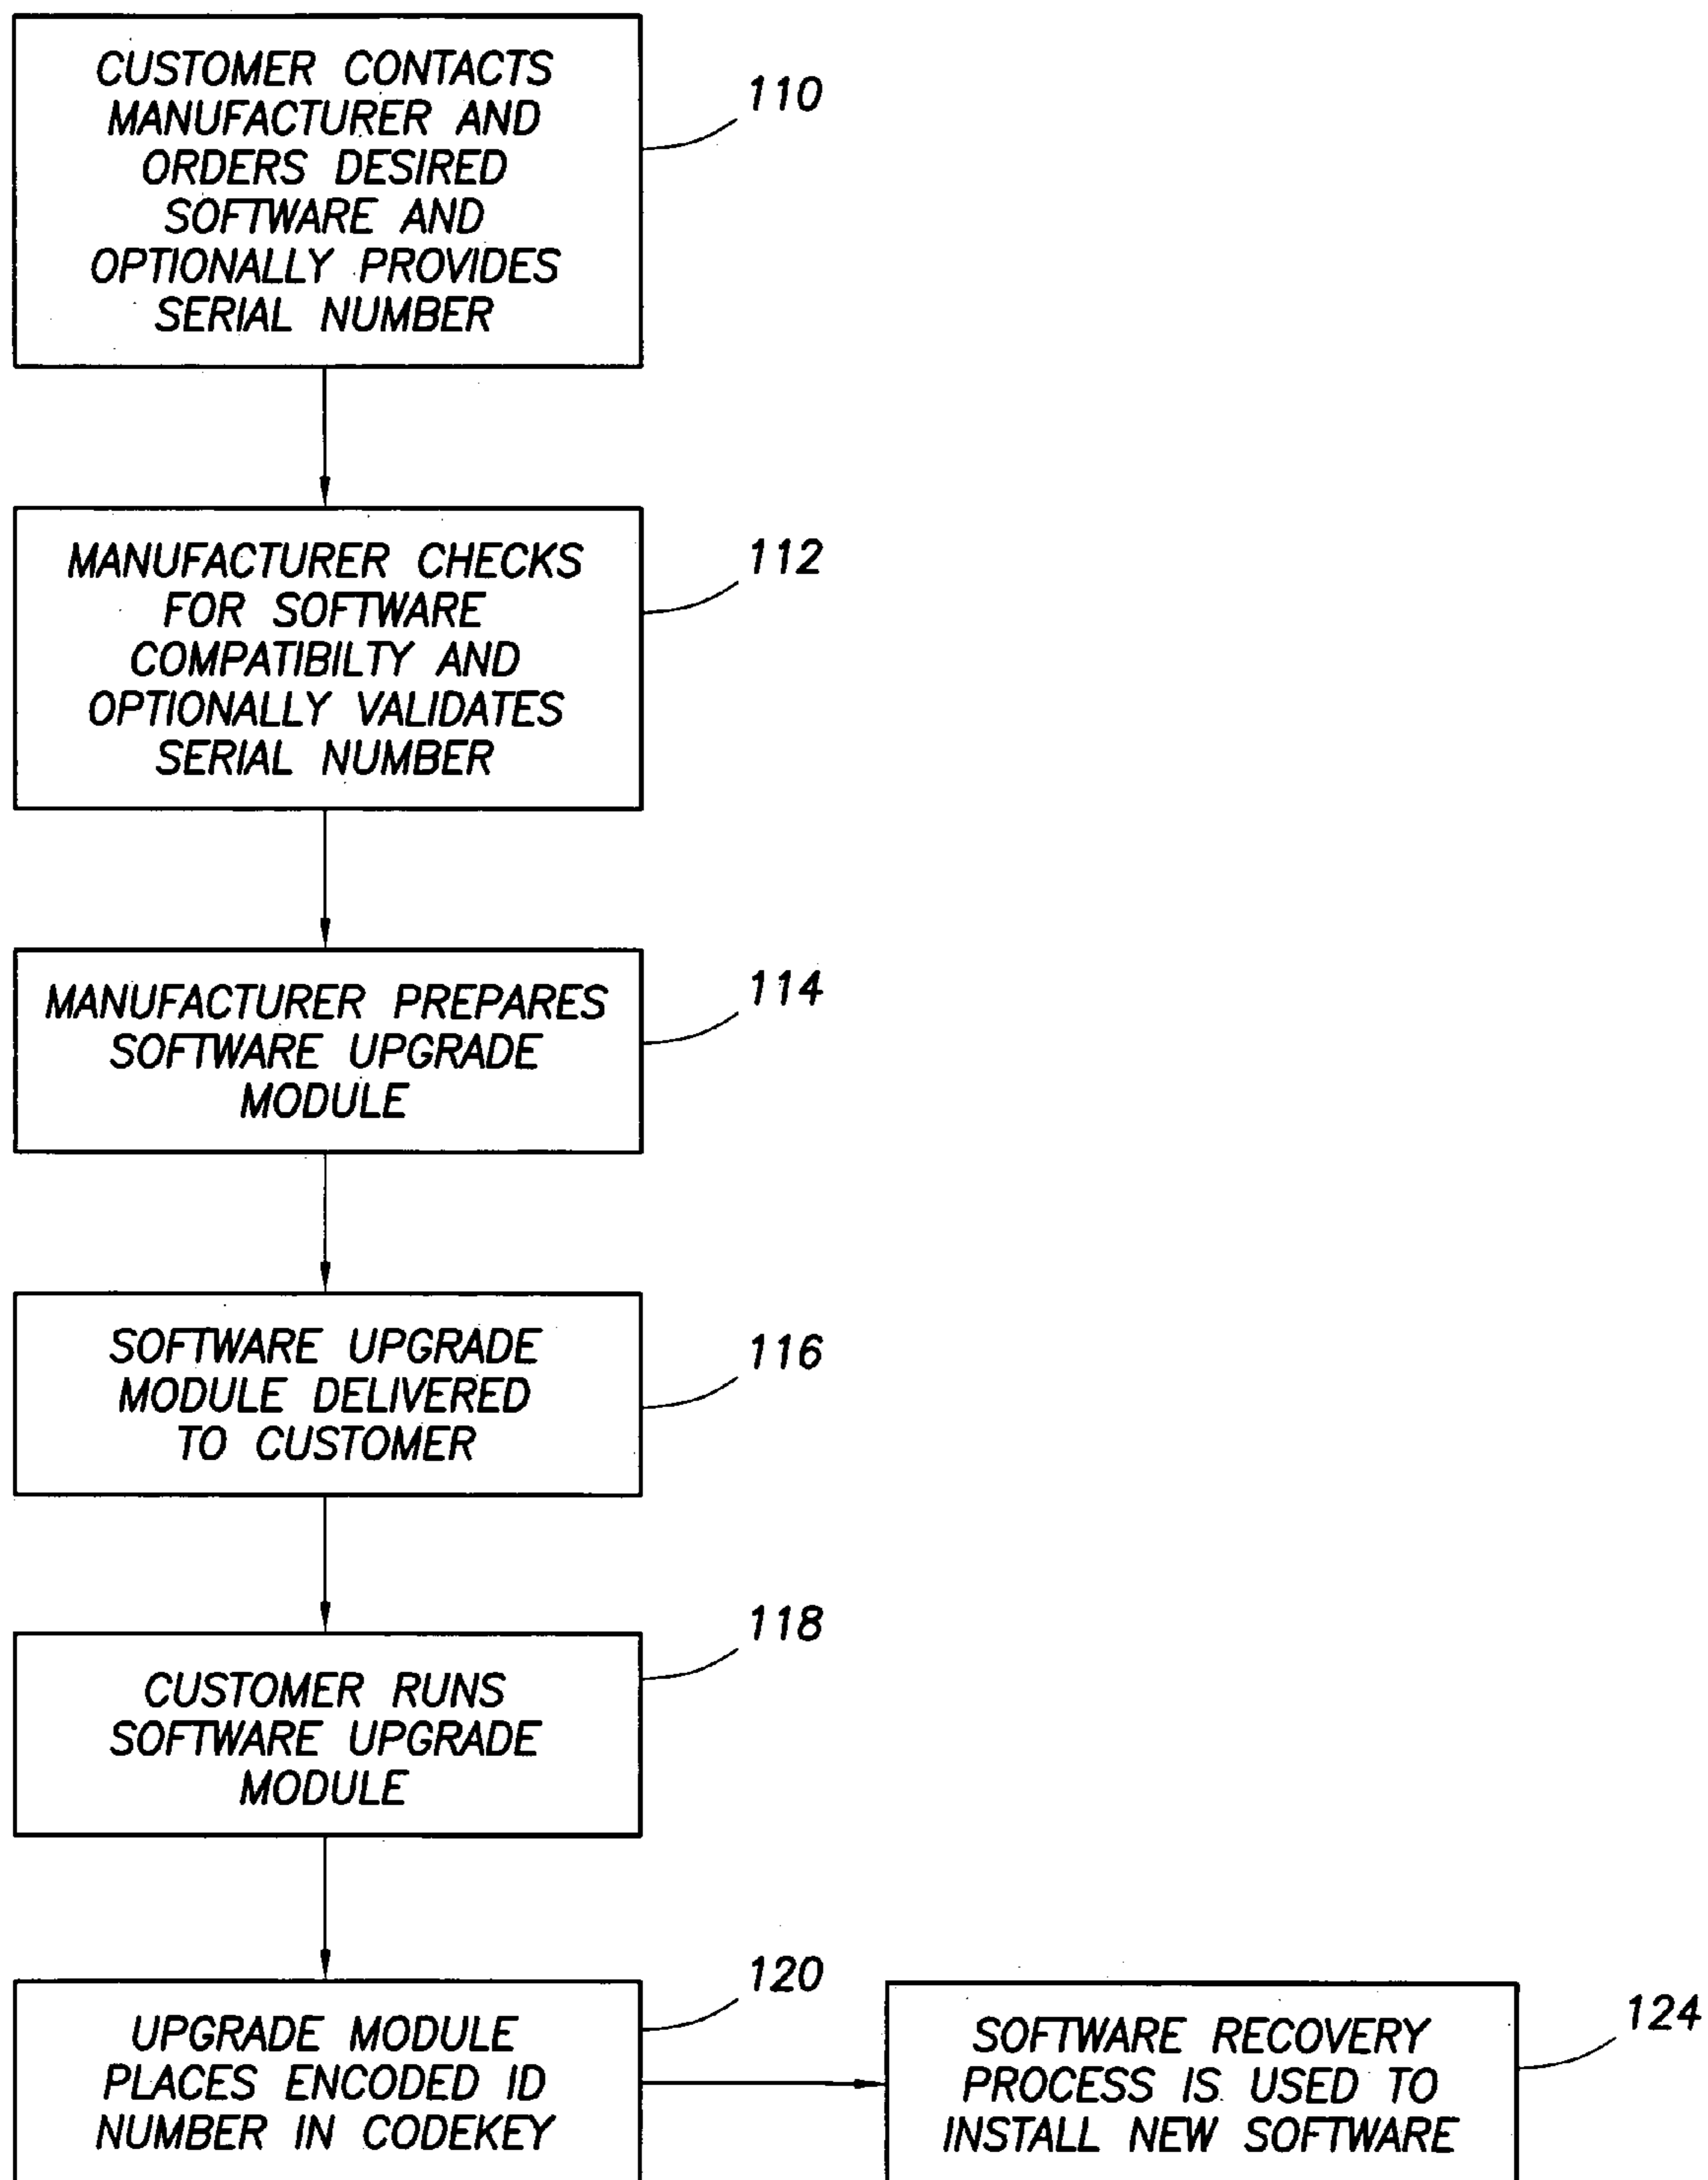 CUSTOMER CONTACTS
MANUFACTURER AND
ORDERS DESIRED
SOFTWARE AND
OPTIONALLY PROVIDES
SERIAL NUMBER
110
MANUFACTURER CHECKS
FOR SOFTWARE
COMPATIBILTY AND
OPTIONALLY VALIDATES
SERIAL NUMBER
112
MANUFACTURER PREPARES
SOFTWARE UPGRADE
MODULE
114
SOFTWARE UPGRADE
MODULE DELIVERED
TO CUSTOMER
116
CUSTOMER RUNS
SOFTWARE UPGRADE
MODULE
118
UPGRADE MODULE
PLACES ENCODED ID
NUMBER IN CODEKEY
120
SOFTWARE RECOVERY
PROCESS IS USED TO
INSTALL NEW SOFTWARE
124